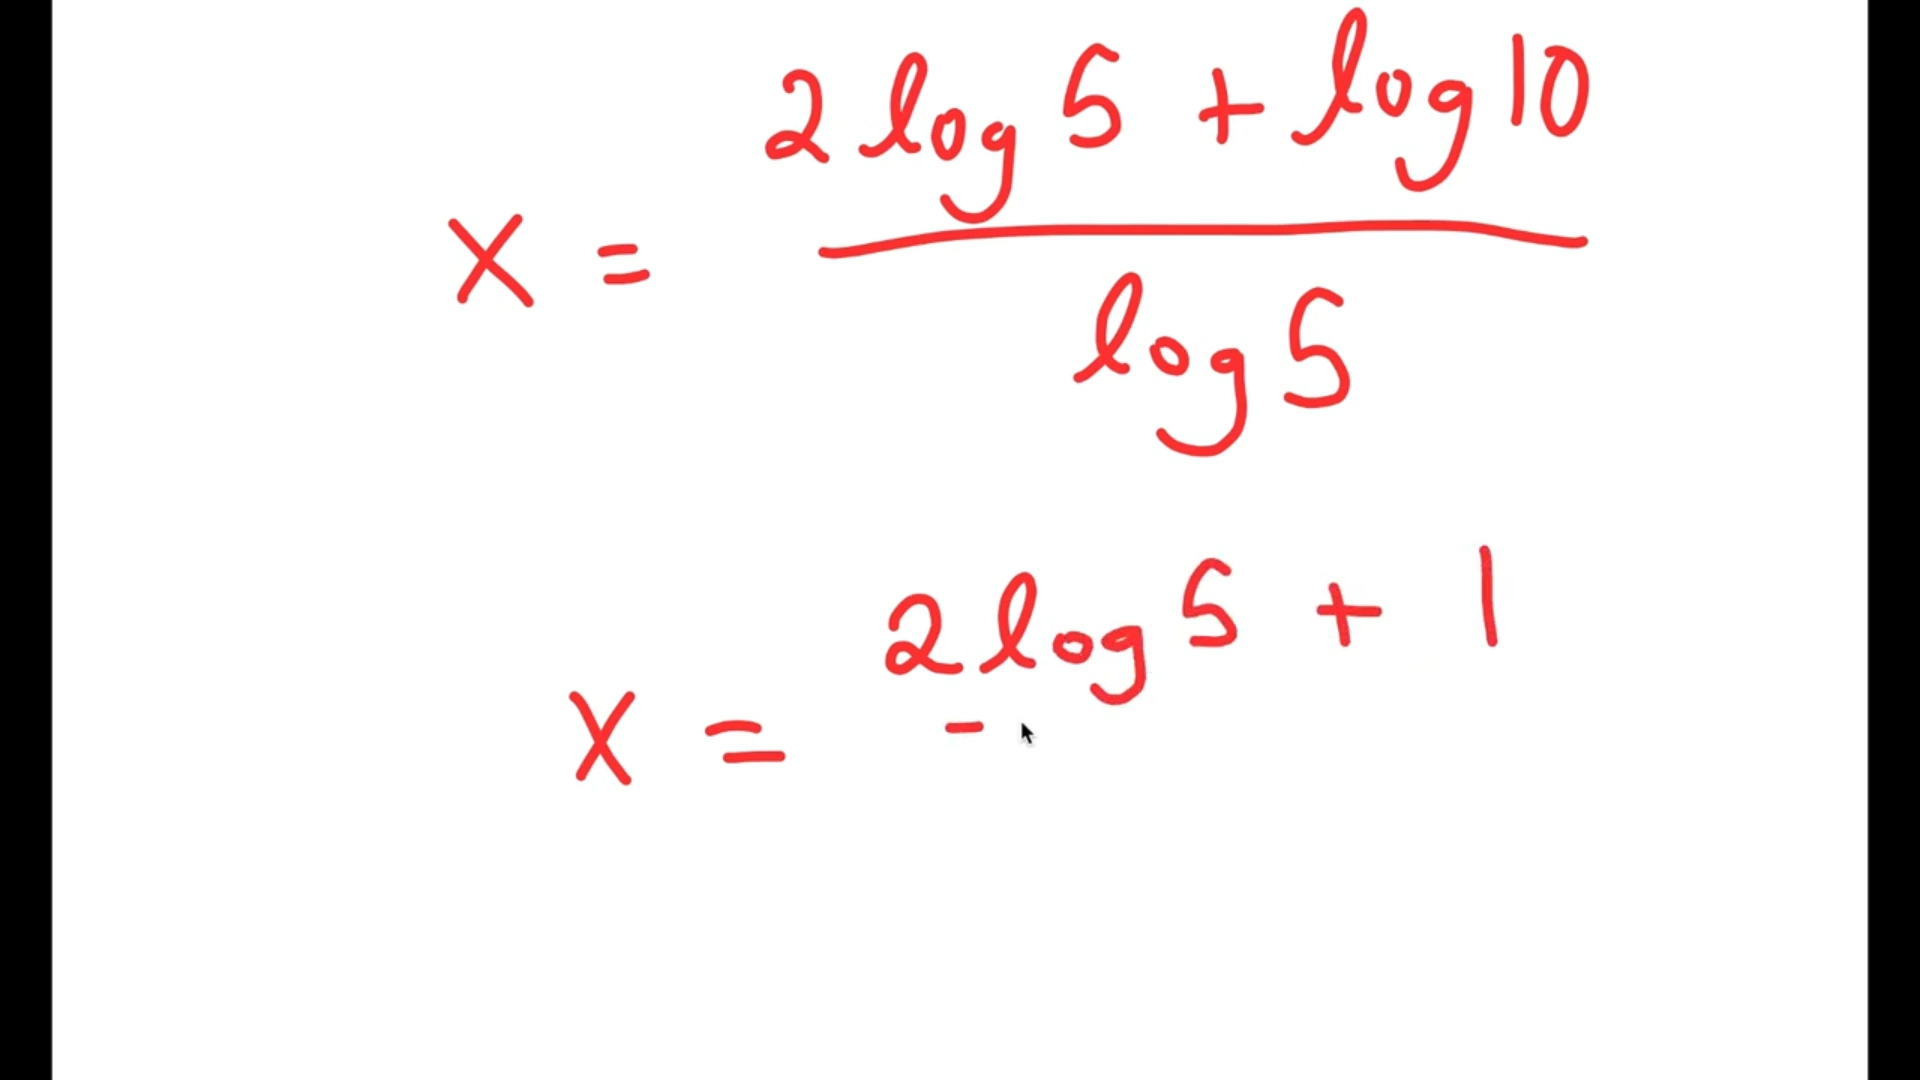 2 log 5 + log 10
x = ―
log 5
2 log 5 + 1
x = -